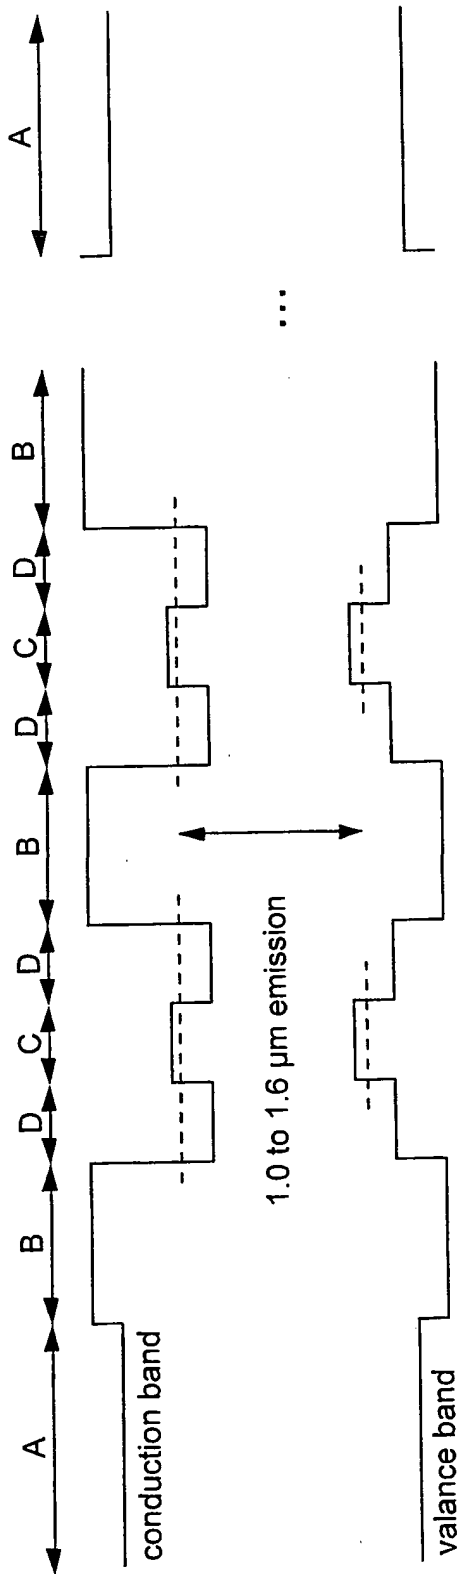 A
B
D
C
D
B
D
C
D
B
A
conduction band
1.0 to 1.6 µm emission
...
valance band